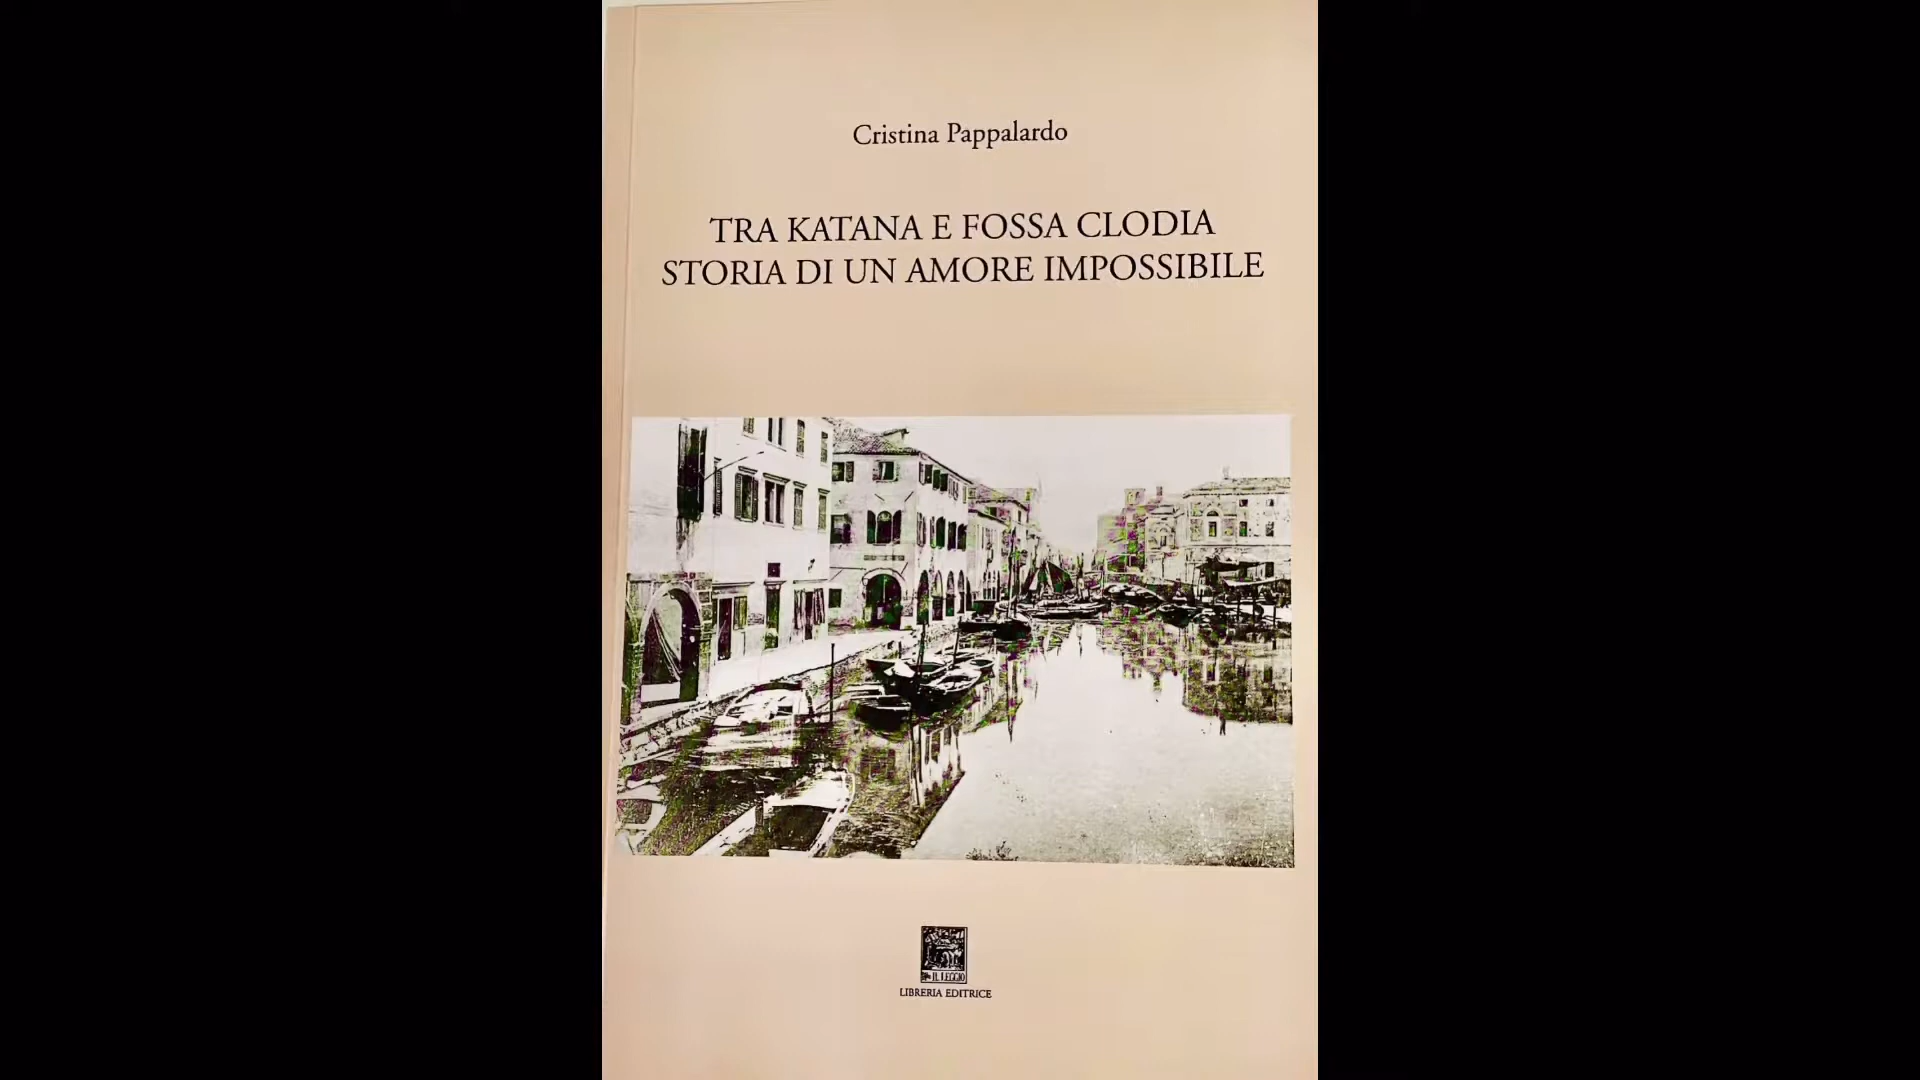 Cristina Pappalardo
TRA KATANA E FOSSA CLODIA
STORIA DI UN AMORE IMPOSSIBILE
IL LEGGIO
LIBRERIA EDITRICE